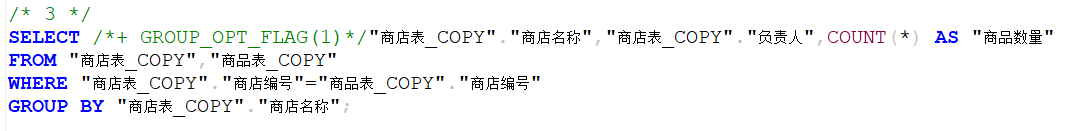 /* 3 */
SELECT /*+ GROUP_OPT_FLAG(1)*/"商店表_COPY"."商店名称","商店表_COPY"."负责人",COUNT(*) AS "商品数量"
FROM "商店表_COPY","商品表_COPY"
WHERE "商店表_COPY"."商店编号"="商品表_COPY"."商店编号"
GROUP BY "商店表_COPY"."商店名称";